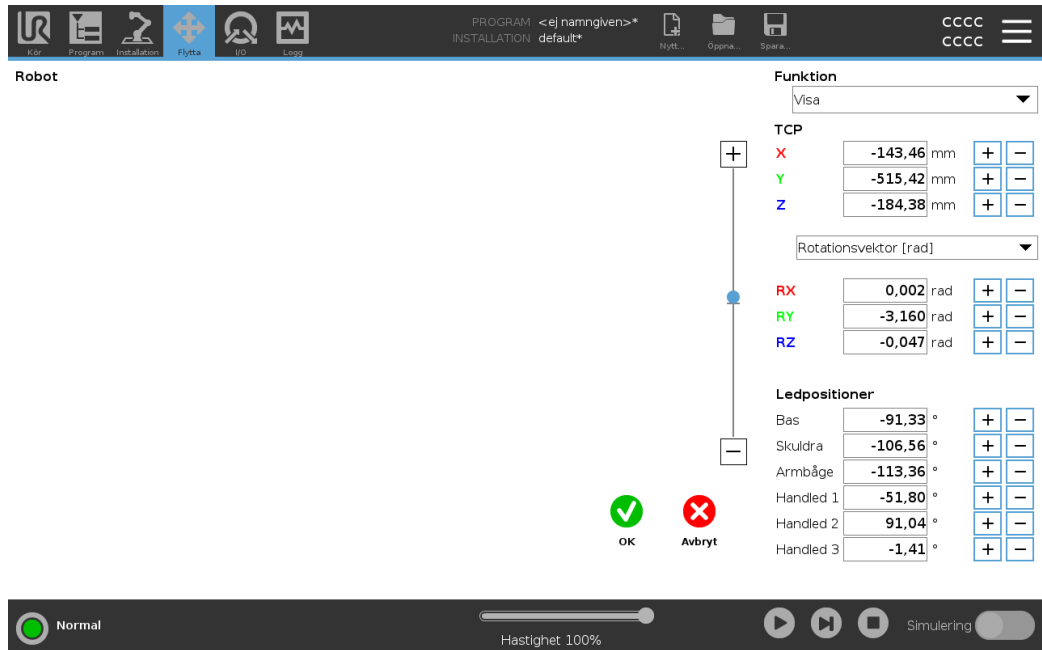 UR
Kör
Program
Installation
Flytta
I/O
Logg
PROGRAM <ej namngiven>*
INSTALLATION default*
Nytt...
Öppna...
Spara...
CCCC
CCCC
Robot
Funktion
Visa
TCP
X -143,46 mm + −
Y -515,42 mm + −
Z -184,38 mm + −
Rotationsvektor [rad]
RX 0,002 rad + −
RY -3,160 rad + −
RZ -0,047 rad + −
Ledpositioner
Bas -91,33 ° + −
Skuldra -106,56 ° + −
Armbåge -113,36 ° + −
Handled 1 -51,80 ° + −
Handled 2 91,04 ° + −
Handled 3 -1,41 ° + −
+
−
OK
Avbryt
Normal
Hastighet 100%
Simulering